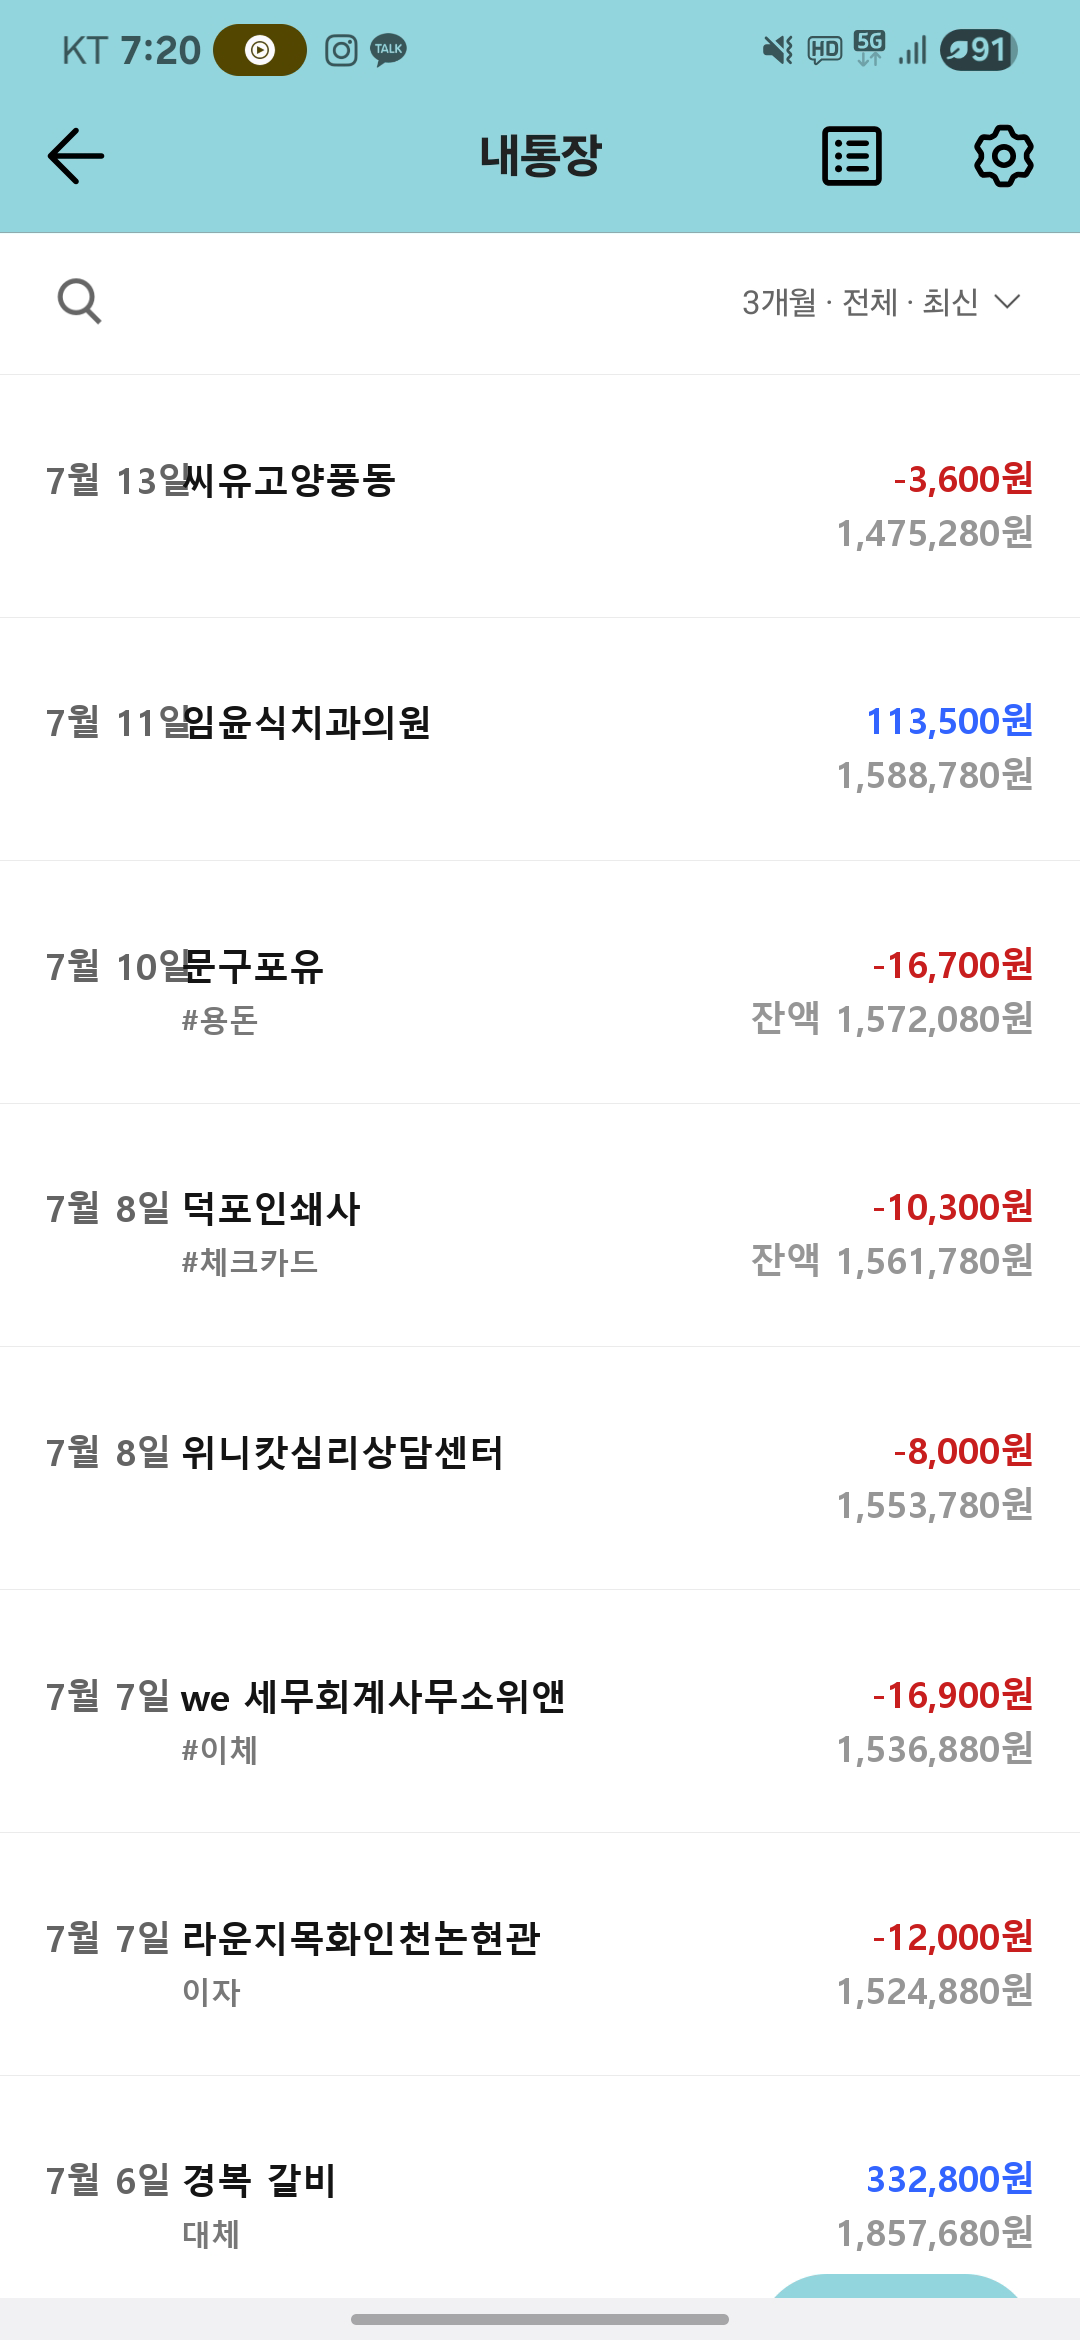 KT 7:20 TALK HD 5G 91
내통장
3개월 · 전체 · 최신
7월 13일 씨유고양풍동 -3,600원
1,475,280원
7월 11일 임윤식치과의원 113,500원
1,588,780원
7월 10일 문구포유 -16,700원
#용돈 잔액 1,572,080원
7월 8일 덕포인쇄사 -10,300원
#체크카드 잔액 1,561,780원
7월 8일 위니캇심리상담센터 -8,000원
1,553,780원
7월 7일 we 세무회계사무소위앤 -16,900원
#이체 1,536,880원
7월 7일 라운지목화인천논현관 -12,000원
이자 1,524,880원
7월 6일 경복 갈비 332,800원
대체 1,857,680원